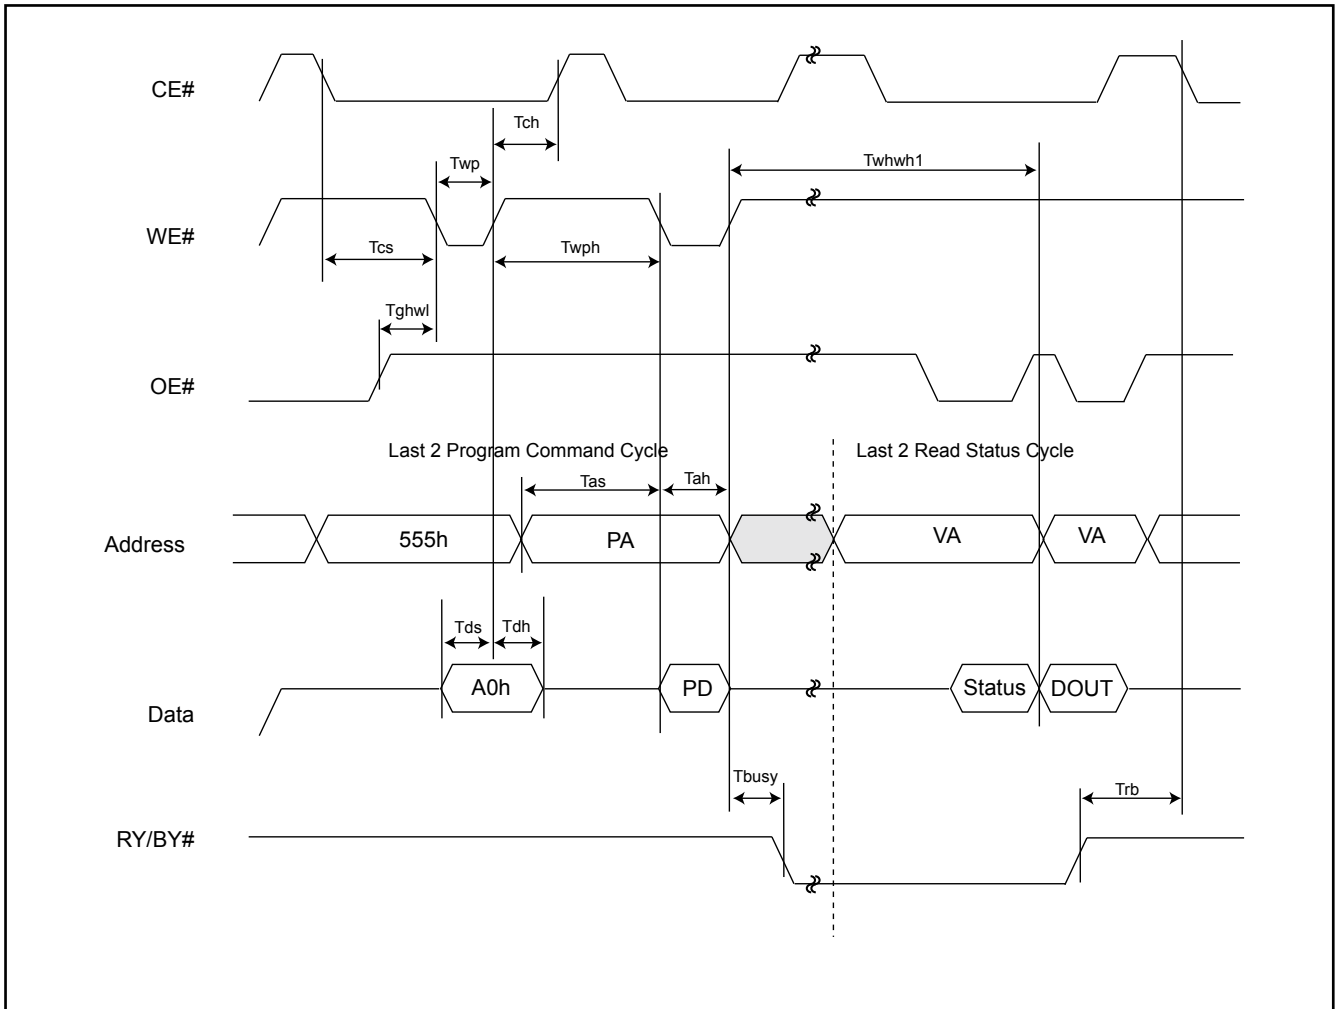 CE#
Tch
Twp
Twhwh1
WE#
Tcs
Twph
Tghwl
OE#
Last 2 Program Command Cycle
Last 2 Read Status Cycle
Tas
Tah
Address
555h
PA
VA
VA
Tds
Tdh
A0h
PD
Status
DOUT
Data
Tbusy
Trb
RY/BY#